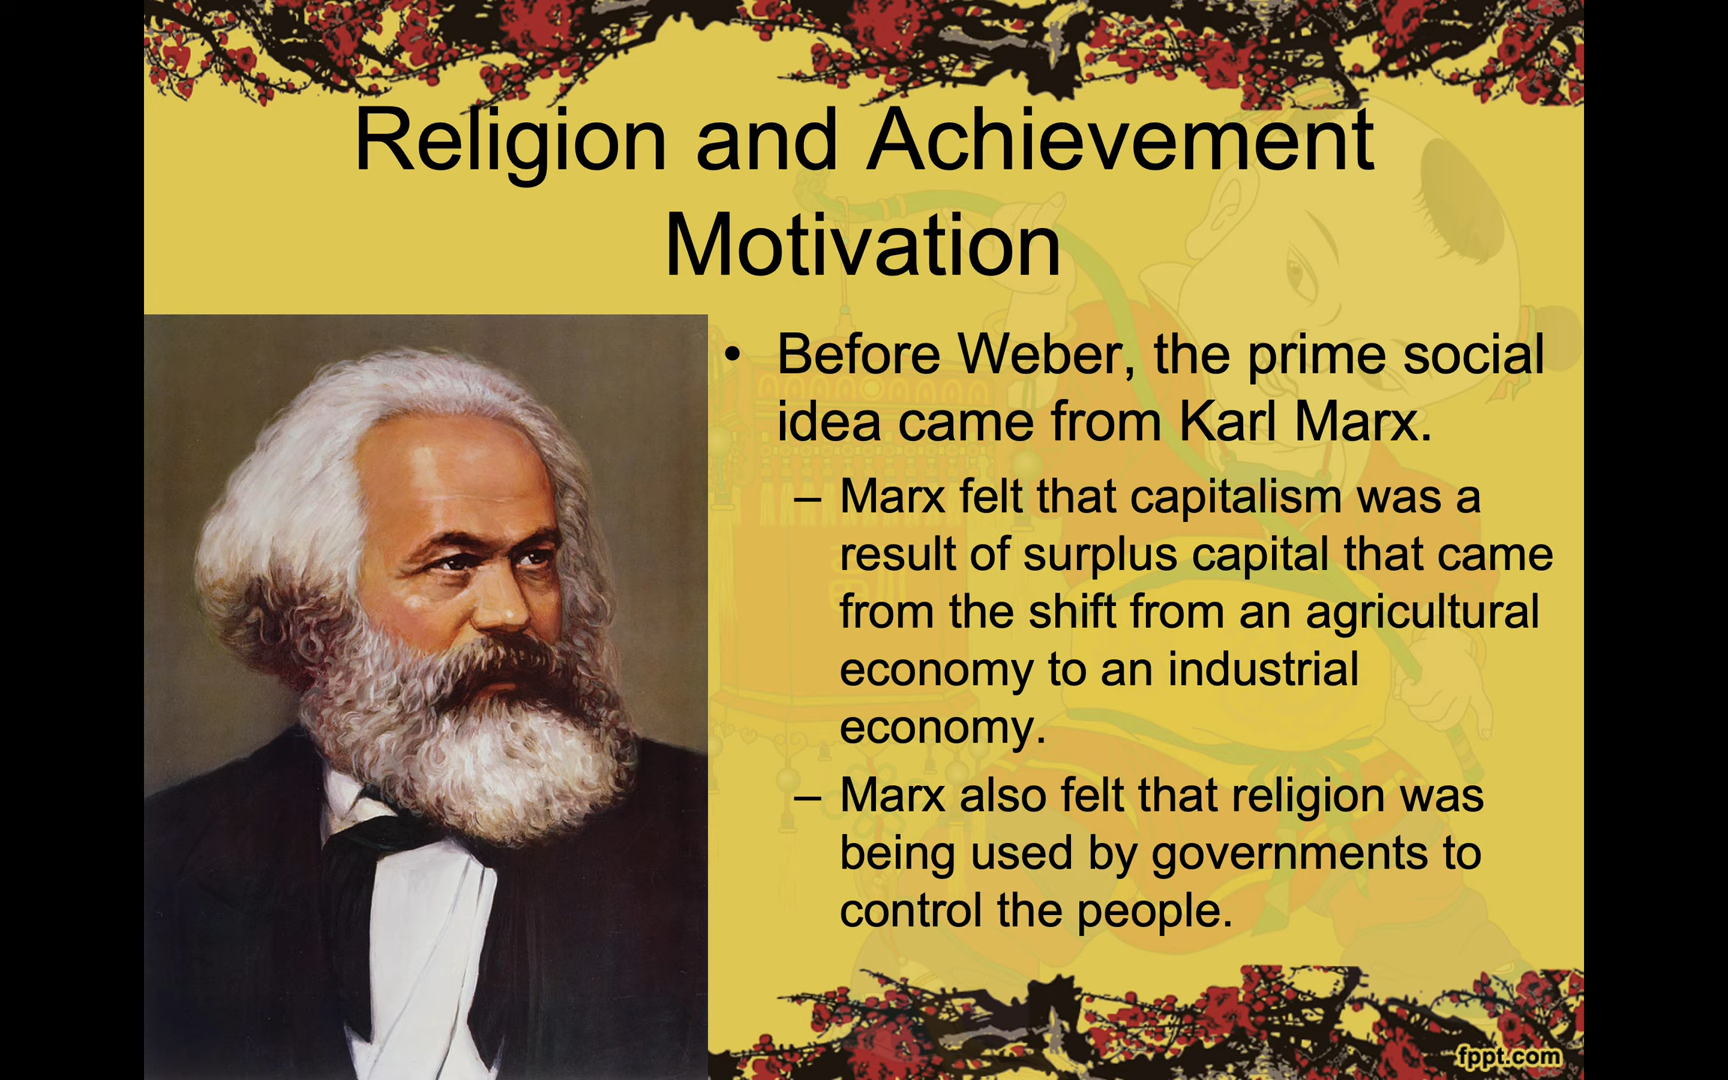 Religion and Achievement
Motivation
• Before Weber, the prime social
idea came from Karl Marx.
– Marx felt that capitalism was a
result of surplus capital that came
from the shift from an agricultural
economy to an industrial
economy.
– Marx also felt that religion was
being used by governments to
control the people.
fppt.com